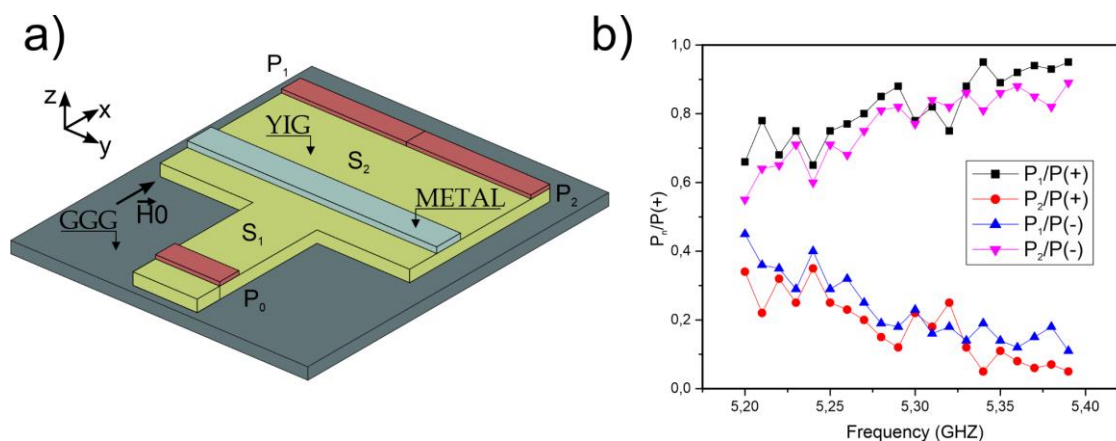 a)
P1
z
x
y
YIG
S2
METAL
P2
GGG
H0
S1
P0
b)
Pn/P(+)
1,0
0,8
0,6
0,4
0,2
0,0
P1/P(+)
P2/P(+)
P1/P(-)
P2/P(-)
5,20 5,25 5,30 5,35 5,40
Frequency (GHZ)